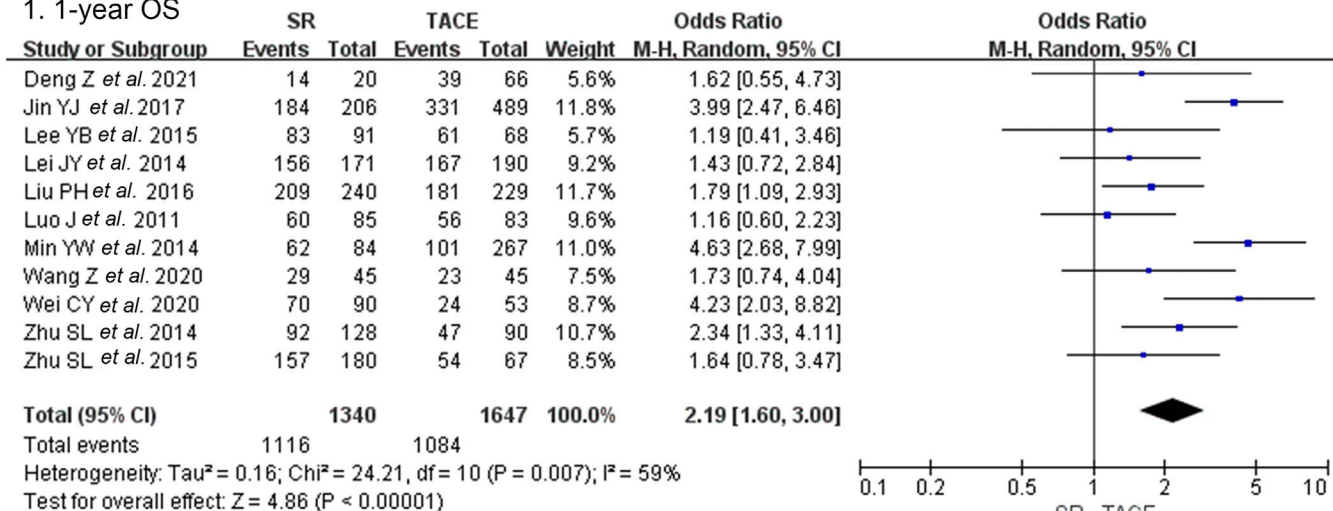 1. 1-year OS
SR TACE Odds Ratio Odds Ratio
Study or Subgroup Events Total Events Total Weight M-H, Random, 95% CI M-H, Random, 95% CI
Deng Z et al. 2021 14 20 39 66 5.6% 1.62 [0.55, 4.73]
Jin YJ et al. 2017 184 206 331 489 11.8% 3.99 [2.47, 6.46]
Lee YB et al. 2015 83 91 61 68 5.7% 1.19 [0.41, 3.46]
Lei JY et al. 2014 156 171 167 190 9.2% 1.43 [0.72, 2.84]
Liu PH et al. 2016 209 240 181 229 11.7% 1.79 [1.09, 2.93]
Luo J et al. 2011 60 85 56 83 9.6% 1.16 [0.60, 2.23]
Min YW et al. 2014 62 84 101 267 11.0% 4.63 [2.68, 7.99]
Wang Z et al. 2020 29 45 23 45 7.5% 1.73 [0.74, 4.04]
Wei CY et al. 2020 70 90 24 53 8.7% 4.23 [2.03, 8.82]
Zhu SL et al. 2014 92 128 47 90 10.7% 2.34 [1.33, 4.11]
Zhu SL et al. 2015 157 180 54 67 8.5% 1.64 [0.78, 3.47]
Total (95% CI) 1340 1647 100.0% 2.19 [1.60, 3.00]
Total events 1116 1084
Heterogeneity: Tau² = 0.16; Chi² = 24.21, df = 10 (P = 0.007); I² = 59%
Test for overall effect: Z = 4.86 (P < 0.00001)
0.1 0.2 0.5 1 2 5 10
SR TACE